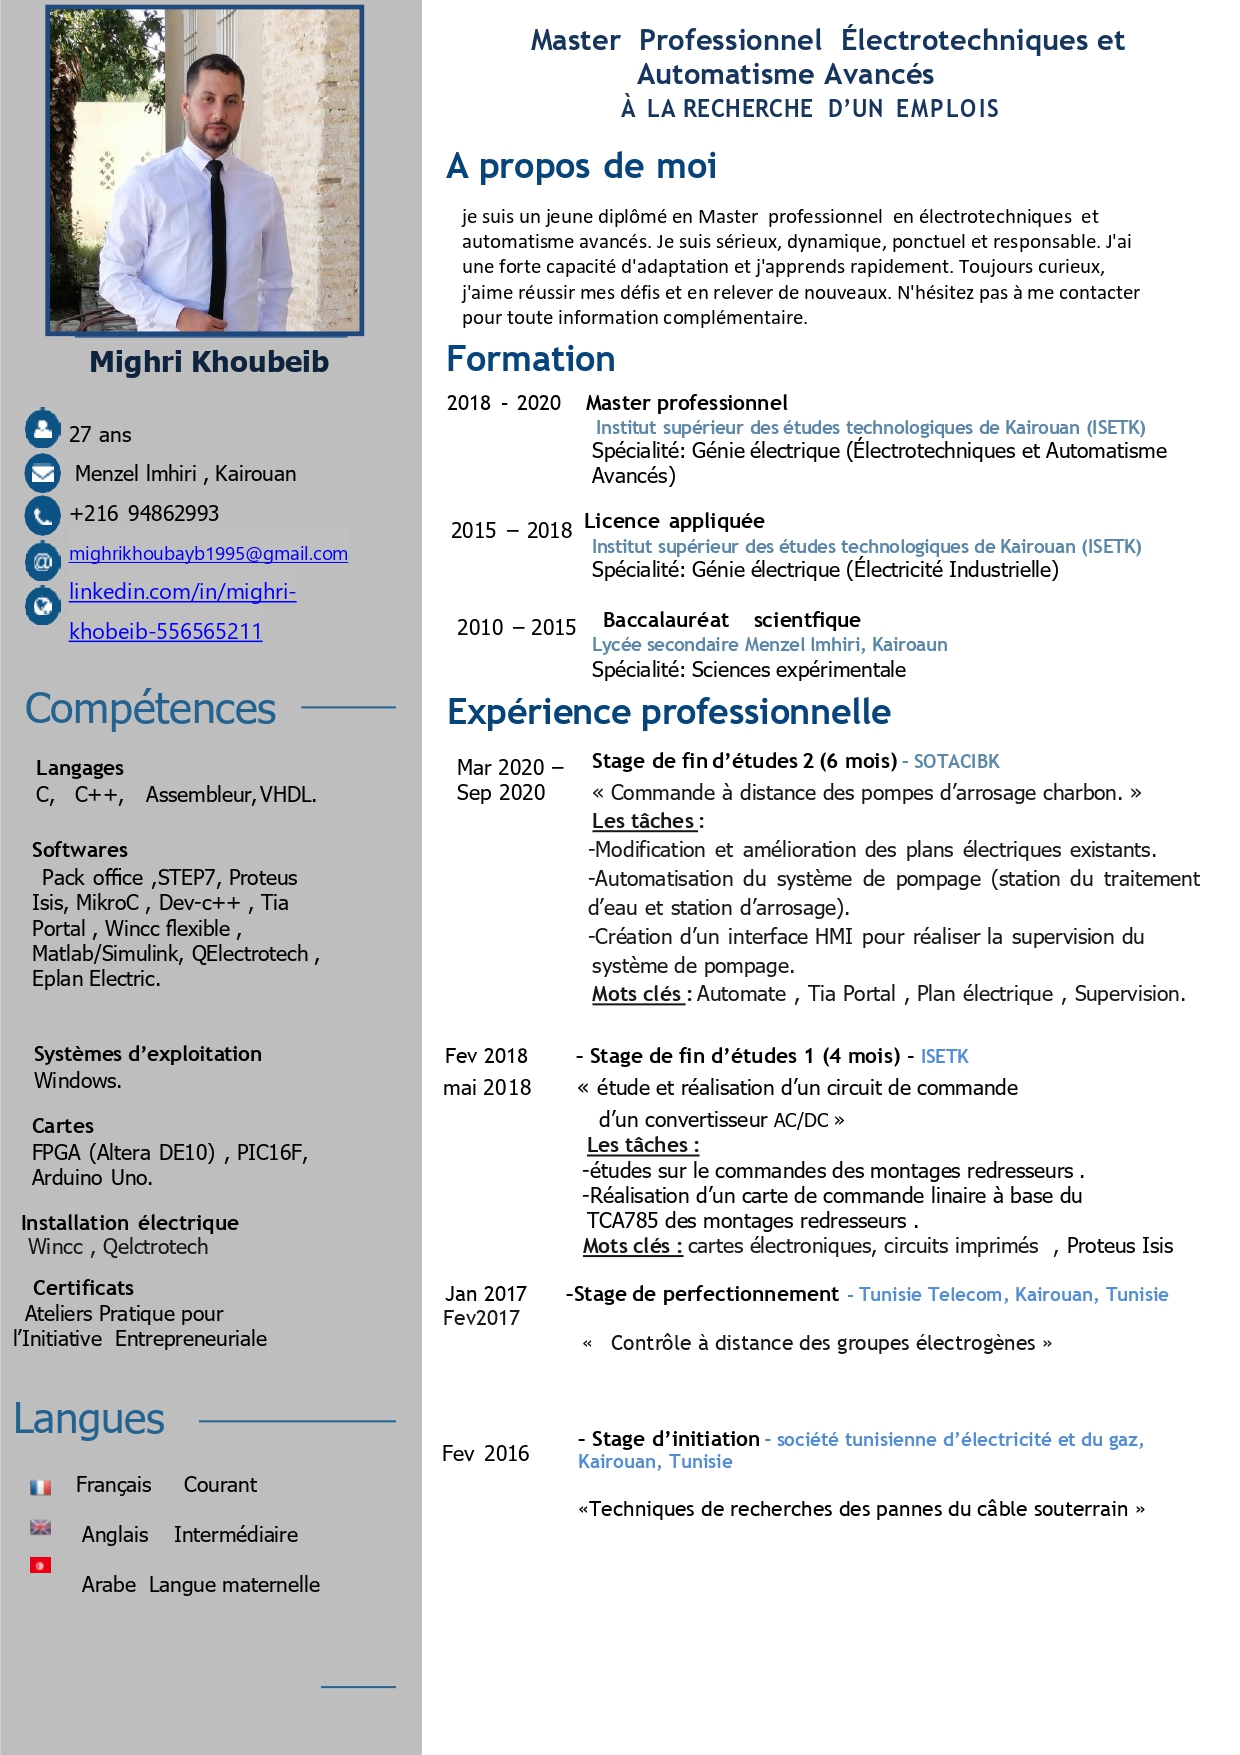 Mighri Khoubeib
27 ans
Menzel lmhiri , Kairouan
+216 94862993
mighrikhoubayb1995@gmail.com
linkedin.com/in/mighri-
khobeib-556565211
Compétences
Langages
C, C++, Assembleur, VHDL.
Softwares
Pack office ,STEP7, Proteus
Isis, MikroC , Dev-c++ , Tia
Portal , Wincc flexible ,
Matlab/Simulink, QElectrotech ,
Eplan Electric.
Systèmes d’exploitation
Windows.
Cartes
FPGA (Altera DE10) , PIC16F,
Arduino Uno.
Installation électrique
Wincc , Qelctrotech
Certificats
Ateliers Pratique pour
l’Initiative Entrepreneuriale
Langues
Français Courant
Anglais Intermédiaire
Arabe Langue maternelle
Master Professionnel Électrotechniques et
Automatisme Avancés
À LA RECHERCHE D’UN EMPLOIS
A propos de moi
je suis un jeune diplômé en Master professionnel en électrotechniques et
automatisme avancés. Je suis sérieux, dynamique, ponctuel et responsable. J'ai
une forte capacité d'adaptation et j'apprends rapidement. Toujours curieux,
j'aime réussir mes défis et en relever de nouveaux. N'hésitez pas à me contacter
pour toute information complémentaire.
Formation
2018 - 2020 Master professionnel
Institut supérieur des études technologiques de Kairouan (ISETK)
Spécialité: Génie électrique (Électrotechniques et Automatisme
Avancés)
2015 – 2018 Licence appliquée
Institut supérieur des études technologiques de Kairouan (ISETK)
Spécialité: Génie électrique (Électricité Industrielle)
2010 – 2015 Baccalauréat scientfique
Lycée secondaire Menzel lmhiri, Kairoaun
Spécialité: Sciences expérimentale
Expérience professionnelle
Mar 2020 – Stage de fin d’études 2 (6 mois) – SOTACIBK
Sep 2020 « Commande à distance des pompes d’arrosage charbon. »
Les tâches :
-Modification et amélioration des plans électriques existants.
-Automatisation du système de pompage (station du traitement
d’eau et station d’arrosage).
-Création d’un interface HMI pour réaliser la supervision du
système de pompage.
Mots clés : Automate , Tia Portal , Plan électrique , Supervision.
Fev 2018 - Stage de fin d’études 1 (4 mois) - ISETK
mai 2018 « étude et réalisation d’un circuit de commande
d’un convertisseur AC/DC »
Les tâches :
-études sur le commandes des montages redresseurs .
-Réalisation d’un carte de commande linaire à base du
TCA785 des montages redresseurs .
Mots clés : cartes électroniques, circuits imprimés , Proteus Isis
Jan 2017 -Stage de perfectionnement - Tunisie Telecom, Kairouan, Tunisie
Fev2017
« Contrôle à distance des groupes électrogènes »
Fev 2016 - Stage d’initiation – société tunisienne d’électricité et du gaz,
Kairouan, Tunisie
«Techniques de recherches des pannes du câble souterrain »